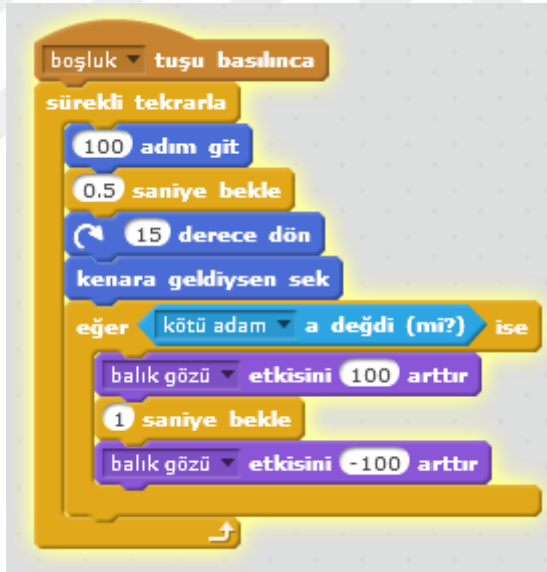 boşluk tuşu basılınca
sürekli tekrarla
100 adım git
0.5 saniye bekle
15 derece dön
kenara geldiysen sek
eğer kötü adam a değdi (mi?) ise
balık gözü etkisini 100 arttır
1 saniye bekle
balık gözü etkisini -100 arttır